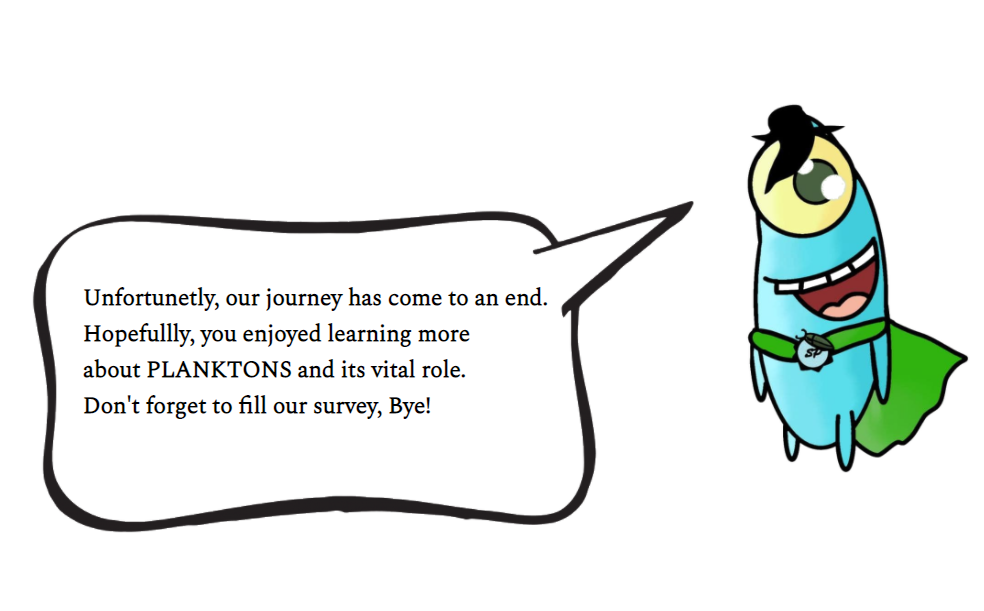 Unfortunetly, our journey has come to an end.
Hopefullly, you enjoyed learning more
about PLANKTONS and its vital role.
Don't forget to fill our survey, Bye!
SP